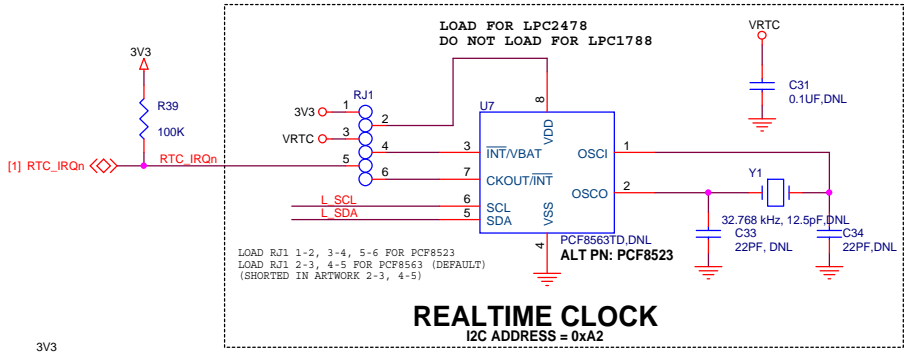 LOAD FOR LPC2478
DO NOT LOAD FOR LPC1788
VRTC
3V3
C31
0.1UF,DNL
R39
100K
RJ1
3V3
1
2
VRTC
3
4
5
6
U7
8
VDD
3
INT/VBAT
OSCI
1
[1] RTC_IRQn
RTC_IRQn
7
CKOUT/INT
OSCO
2
Y1
L_SCL
6
SCL
L_SDA
5
SDA
VSS
4
32.768 kHz, 12.5pF,DNL
C33
22PF, DNL
C34
22PF,DNL
PCF8563TD,DNL
ALT PN: PCF8523
LOAD RJ1 1-2, 3-4, 5-6 FOR PCF8523
LOAD RJ1 2-3, 4-5 FOR PCF8563 (DEFAULT)
(SHORTED IN ARTWORK 2-3, 4-5)
REALTIME CLOCK
I2C ADDRESS = 0xA2
3V3